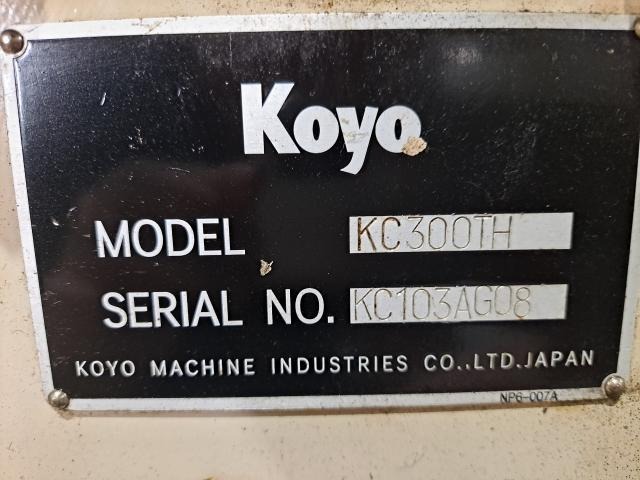 Koyo
MODEL KC300TH
SERIAL NO. KC103AG08
KOYO MACHINE INDUSTRIES CO.,LTD.JAPAN
NP6-007A